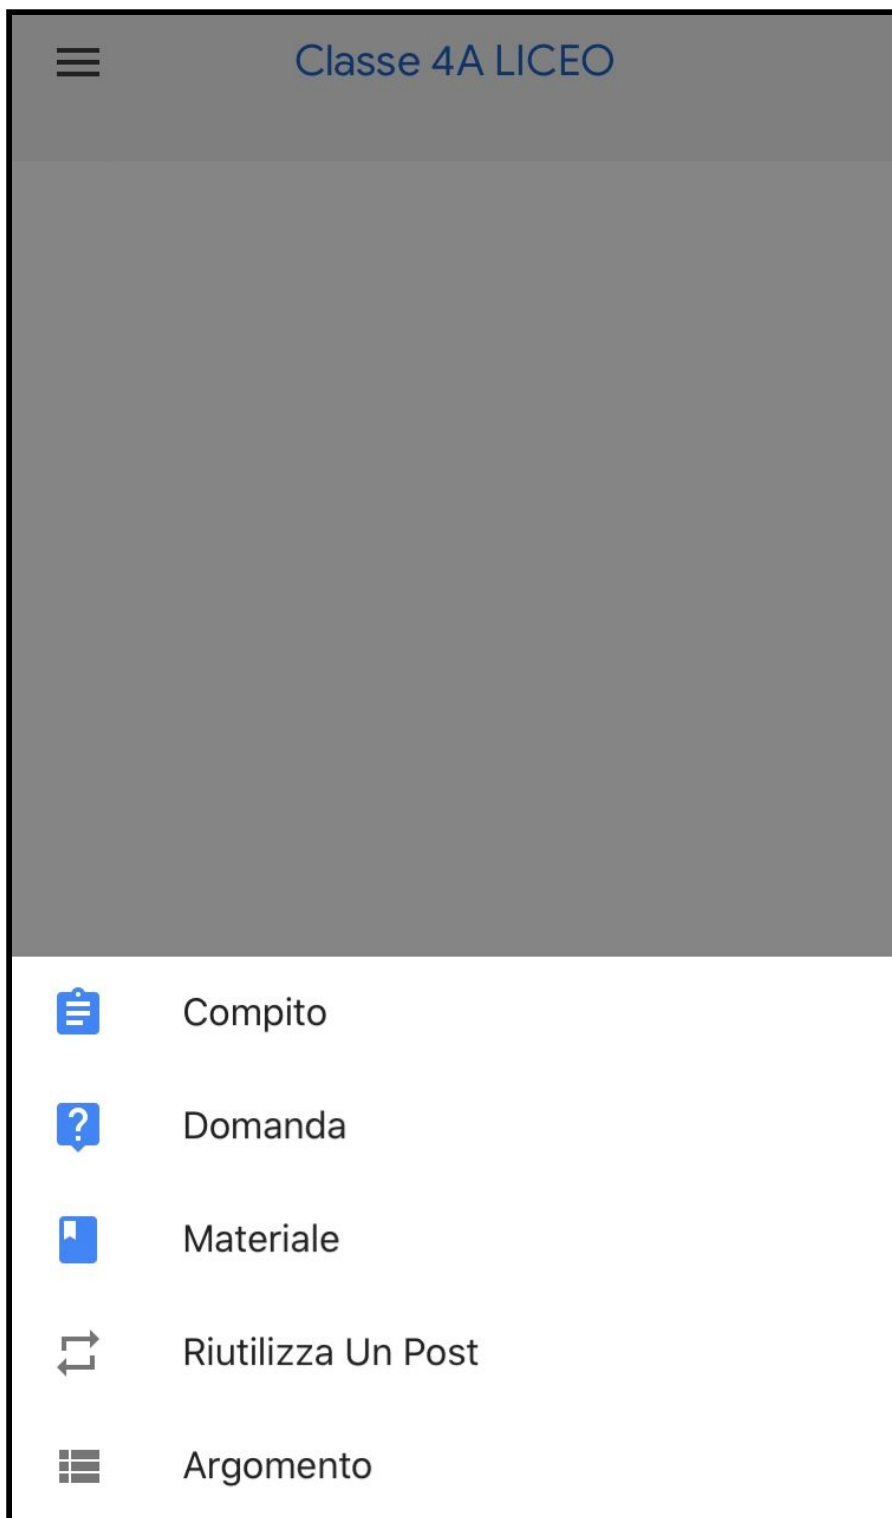 Classe 4A LICEO
Compito
Domanda
Materiale
Riutilizza Un Post
Argomento